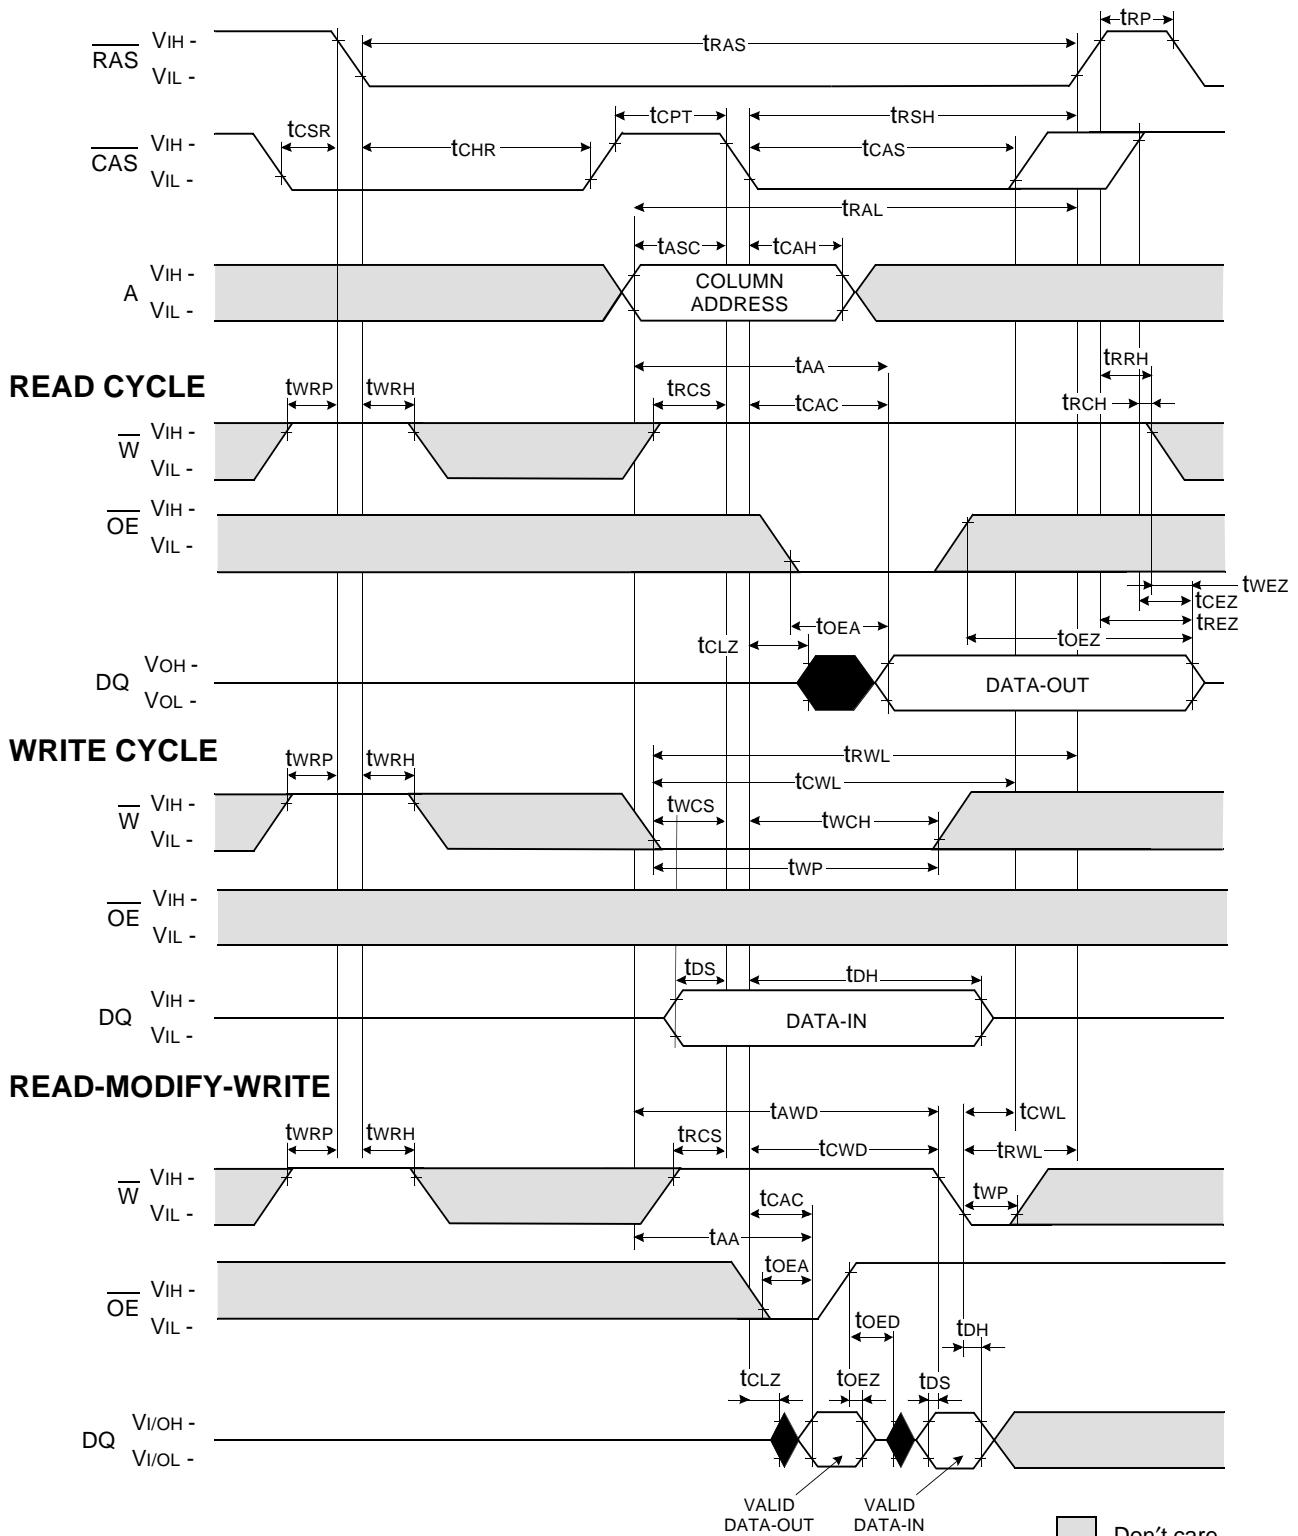 tRP
RAS
VIH -
tRAS
VIL -
tCPT
tRSH
CAS
VIH -
tCSR
tCHR
tCAS
VIL -
tRAL
tASC
tCAH
A
VIH -
COLUMN
ADDRESS
VIL -
READ CYCLE
tAA
tRRH
tWRP
tWRH
tRCS
tCAC
tRCH
W
VIH -
VIL -
OE
VIH -
VIL -
tWEZ
tCEZ
tREZ
tOEA
tOEZ
tCLZ
DQ
VOH -
VOL -
DATA-OUT
WRITE CYCLE
tWRP
tWRH
tRWL
tCWL
W
VIH -
VIL -
tWCS
tWCH
tWP
OE
VIH -
VIL -
tDS
tDH
DQ
VIH -
VIL -
DATA-IN
READ-MODIFY-WRITE
tAWD
tCWL
tWRP
tWRH
tRCS
tCWD
tRWL
W
VIH -
VIL -
tCAC
tWP
tAA
tOEA
OE
VIH -
VIL -
tOED
tDH
tCLZ
tOEZ
tDS
DQ
VI/OH -
VI/OL -
VALID
DATA-OUT
VALID
DATA-IN
Don't care